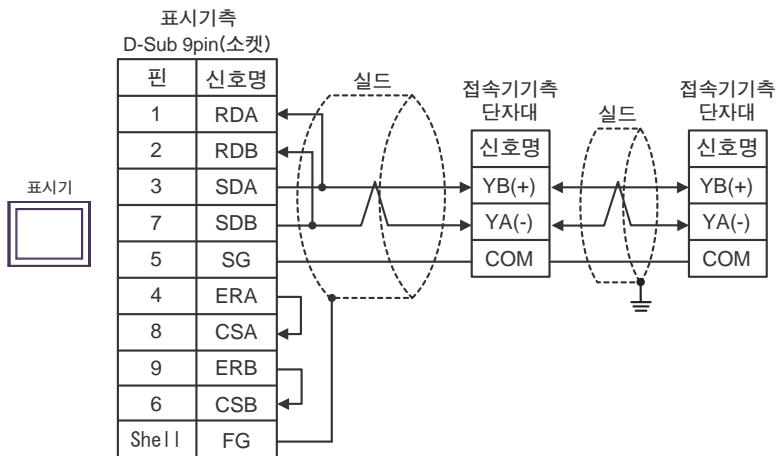 표시기측
D-Sub 9pin(소켓)
핀 신호명
1 RDA
2 RDB
3 SDA
7 SDB
5 SG
4 ERA
8 CSA
9 ERB
6 CSB
Shell FG
표시기
실드
접속기기측
단자대
신호명
YB(+)
YA(-)
COM
실드
접속기기측
단자대
신호명
YB(+)
YA(-)
COM